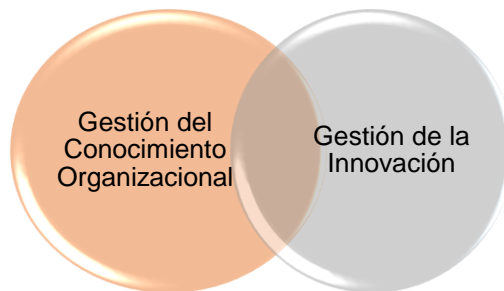 Gestión del
Conocimiento
Organizacional
Gestión de la
Innovación